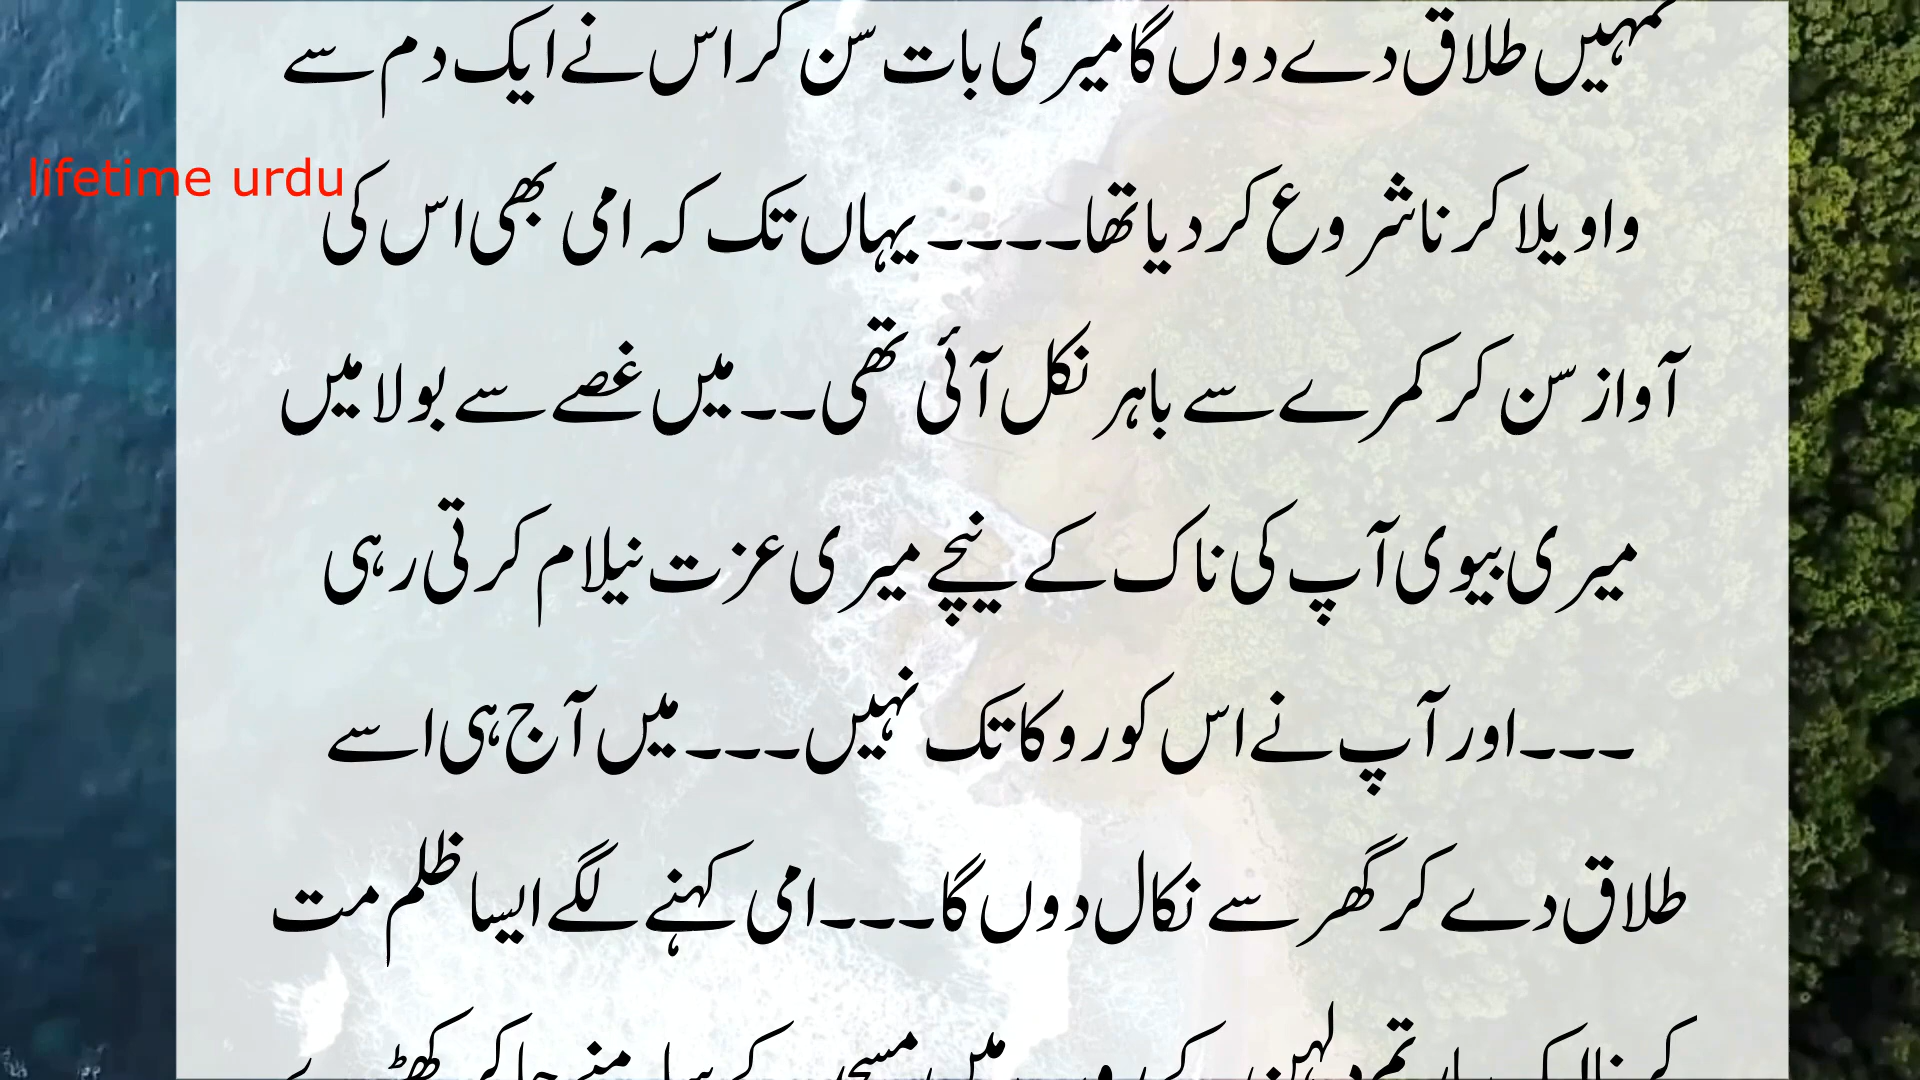 تمہیں طلاق دے دوں گا میری بات سن کر اس نے ایک دم سے
lifetime urdu
واویلا کرنا شروع کر دیا تھا۔۔۔۔ یہاں تک کہ امی بھی اس کی
آواز سن کر کمرے سے باہر نکل آئی تھی۔۔ میں غصے سے بولا میں
میری بیوی آپ کی ناک کے نیچے میری عزت نیلام کرتی رہی
۔۔۔اور آپ نے اس کو روکا تک نہیں۔۔۔ میں آج ہی اسے
طلاق دے کر گھر سے نکال دوں گا۔۔۔ امی کہنے لگے ایسا ظلم مت